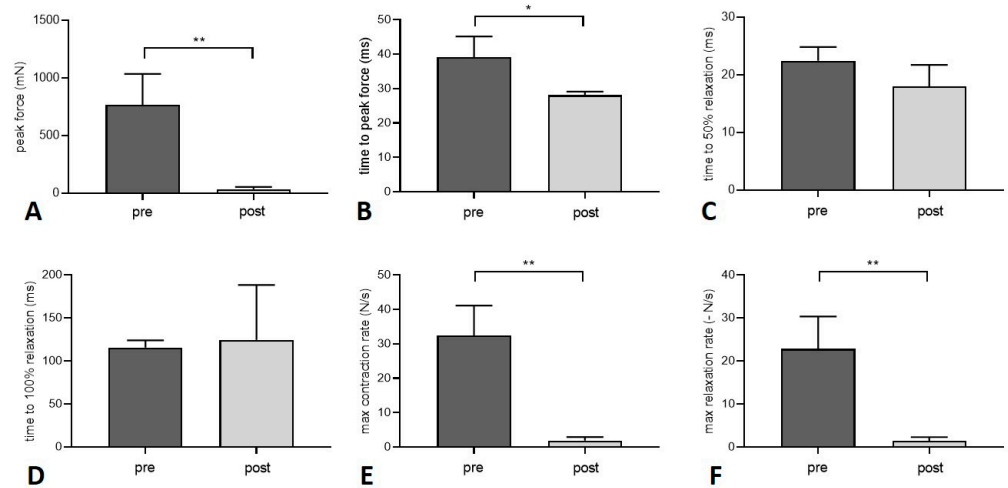 peak force (mN)
1500
1000
500
0
**
pre
post
A
time to peak force (ms)
50
40
30
20
10
0
*
pre
post
B
time to 50% relaxation (ms)
30
20
10
0
pre
post
C
time to 100% relaxation (ms)
200
150
100
50
0
pre
post
D
max contraction rate (N/s)
50
40
30
20
10
0
**
pre
post
E
max relaxation rate (- N/s)
40
30
20
10
0
**
pre
post
F